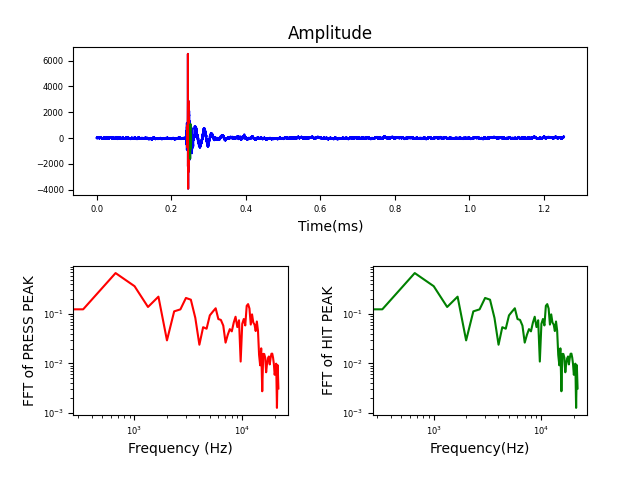 Amplitude
6000
4000
2000
0
−2000
−4000
0.0 0.2 0.4 0.6 0.8 1.0 1.2
Time(ms)
FFT of PRESS PEAK
10⁻¹
10⁻²
10⁻³
10³ 10⁴
Frequency (Hz)
FFT of HIT PEAK
10⁻¹
10⁻²
10⁻³
10³ 10⁴
Frequency(Hz)